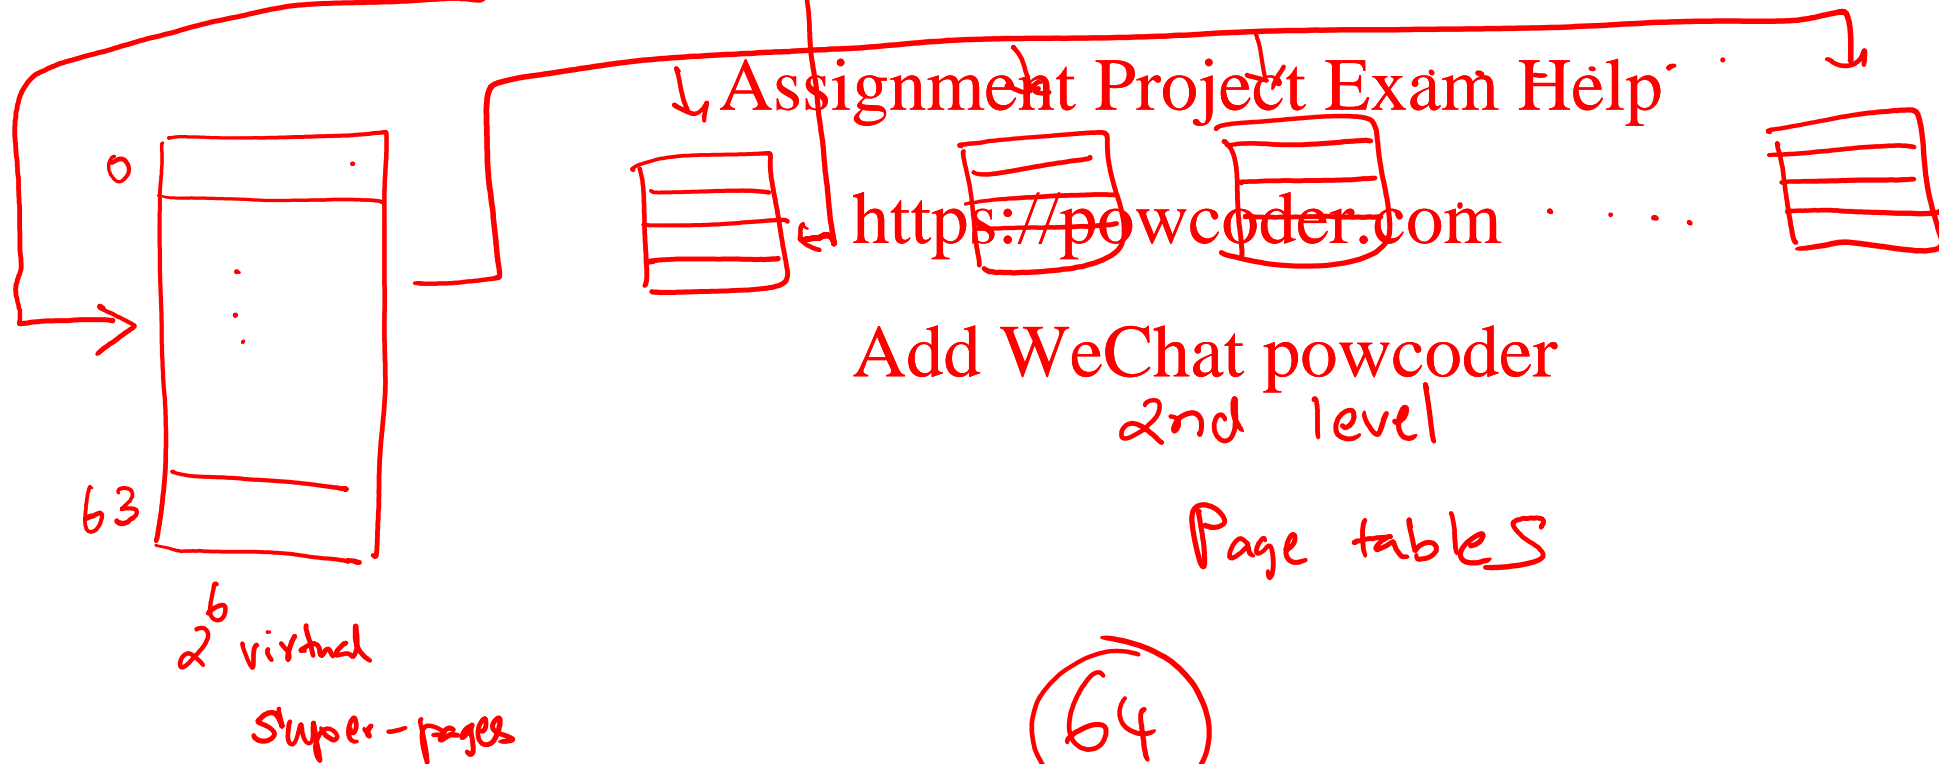 Assignment Project Exam Help
0
https://powcoder.com
Add WeChat powcoder
2nd level
63
Page tables
2^6 virtual
super-pages
64